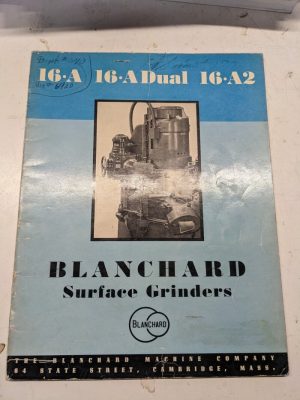 16-A 16-A Dual 16-A2
BLANCHARD
Surface Grinders
BLANCHARD
THE BLANCHARD MACHINE COMPANY
64 STATE STREET, CAMBRIDGE, MASS.